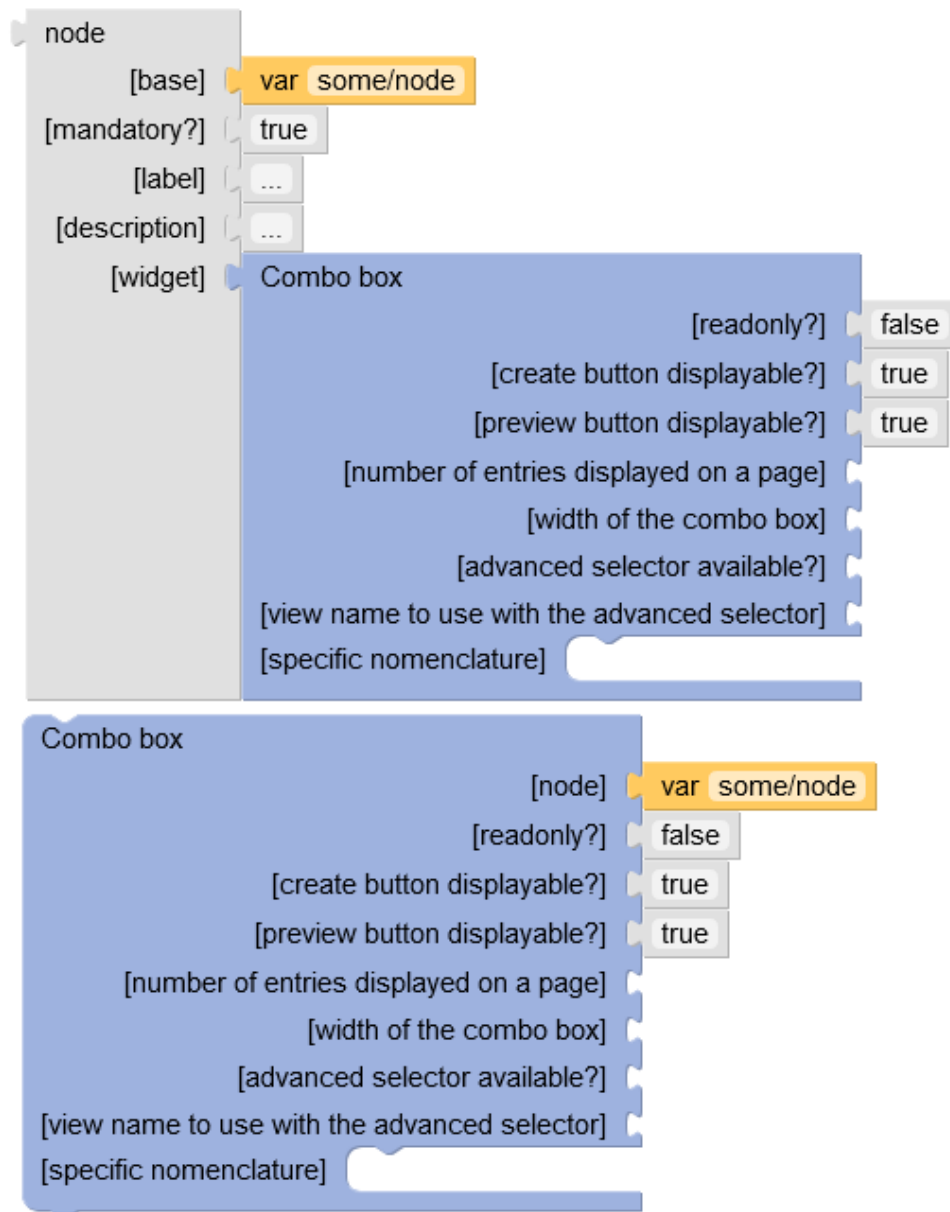 node
[base] var some/node
[mandatory?] true
[label] ...
[description] ...
[widget] Combo box
[readonly?] false
[create button displayable?] true
[preview button displayable?] true
[number of entries displayed on a page]
[width of the combo box]
[advanced selector available?]
[view name to use with the advanced selector]
[specific nomenclature]
Combo box
[node] var some/node
[readonly?] false
[create button displayable?] true
[preview button displayable?] true
[number of entries displayed on a page]
[width of the combo box]
[advanced selector available?]
[view name to use with the advanced selector]
[specific nomenclature]